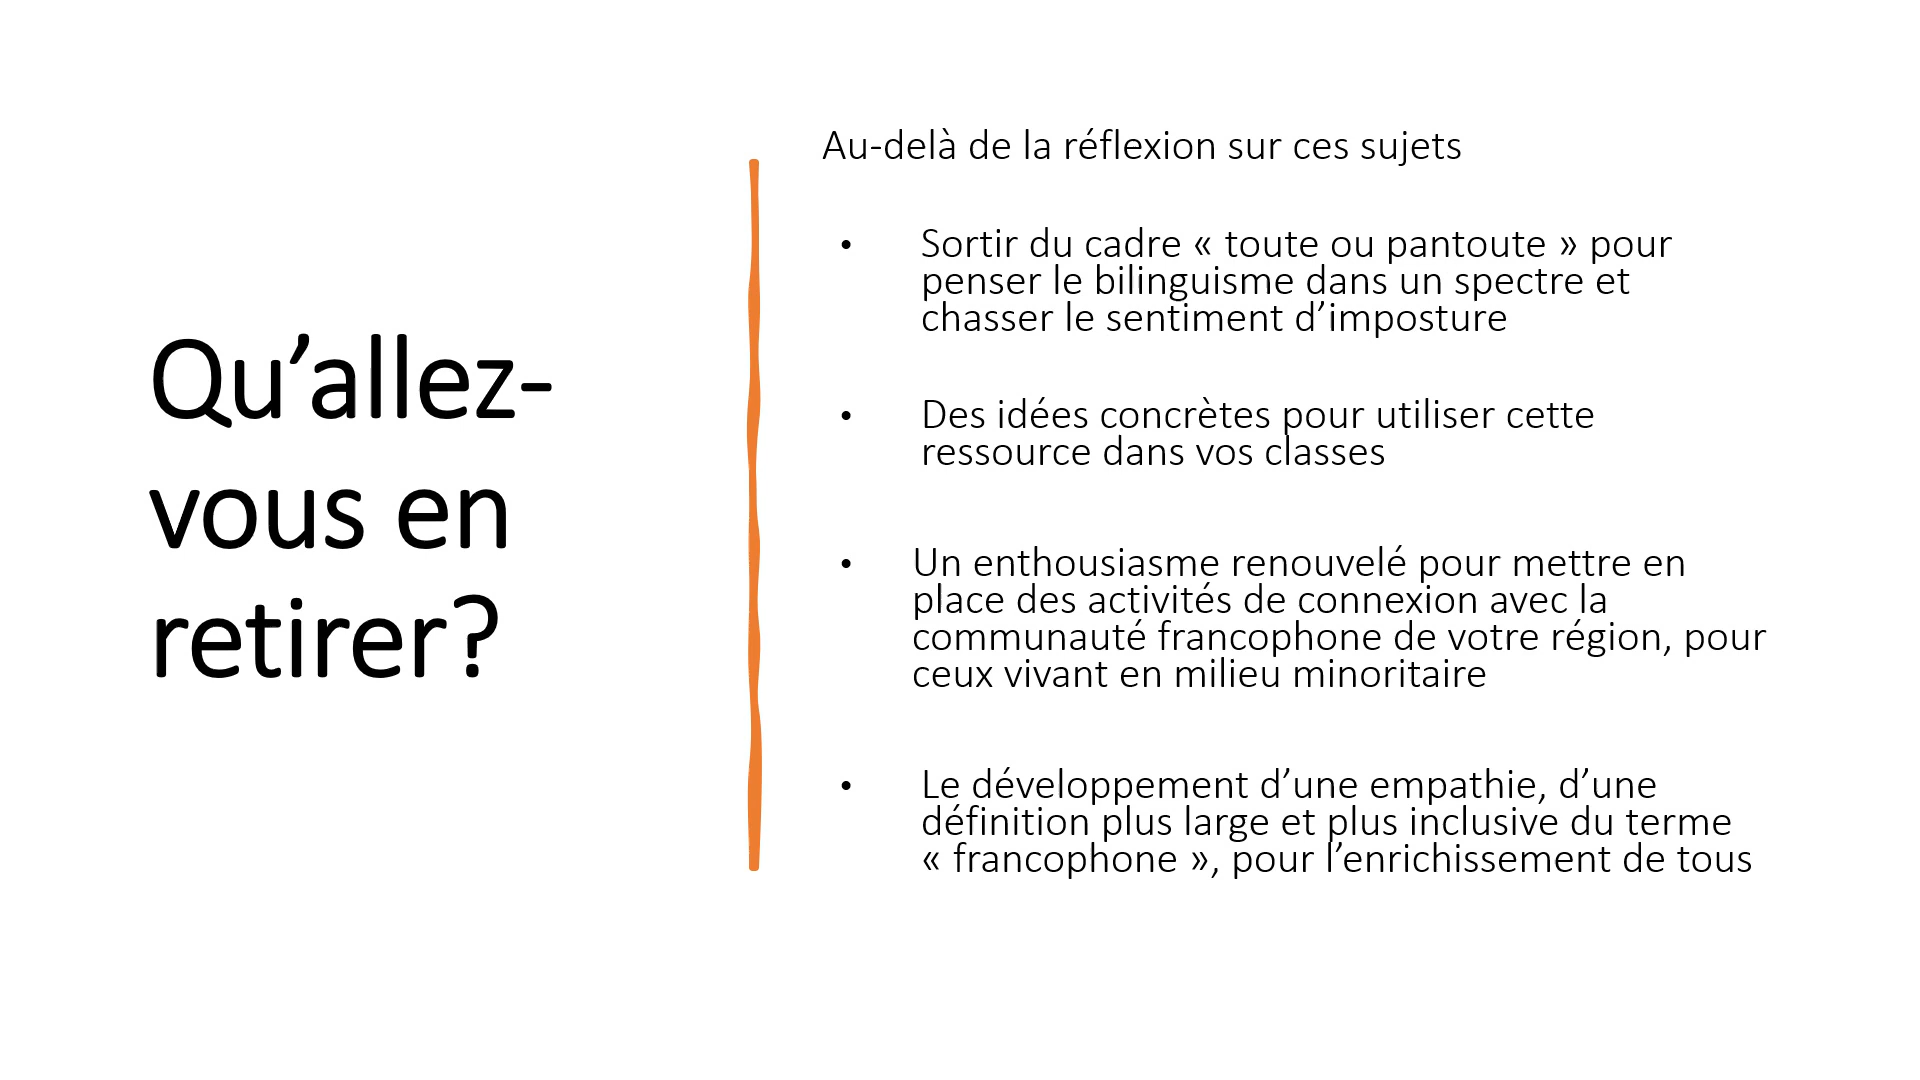 Qu’allez-
vous en
retirer?
Au-delà de la réflexion sur ces sujets
• Sortir du cadre « toute ou pantoute » pour
penser le bilinguisme dans un spectre et
chasser le sentiment d’imposture
• Des idées concrètes pour utiliser cette
ressource dans vos classes
• Un enthousiasme renouvelé pour mettre en
place des activités de connexion avec la
communauté francophone de votre région, pour
ceux vivant en milieu minoritaire
• Le développement d’une empathie, d’une
définition plus large et plus inclusive du terme
« francophone », pour l’enrichissement de tous